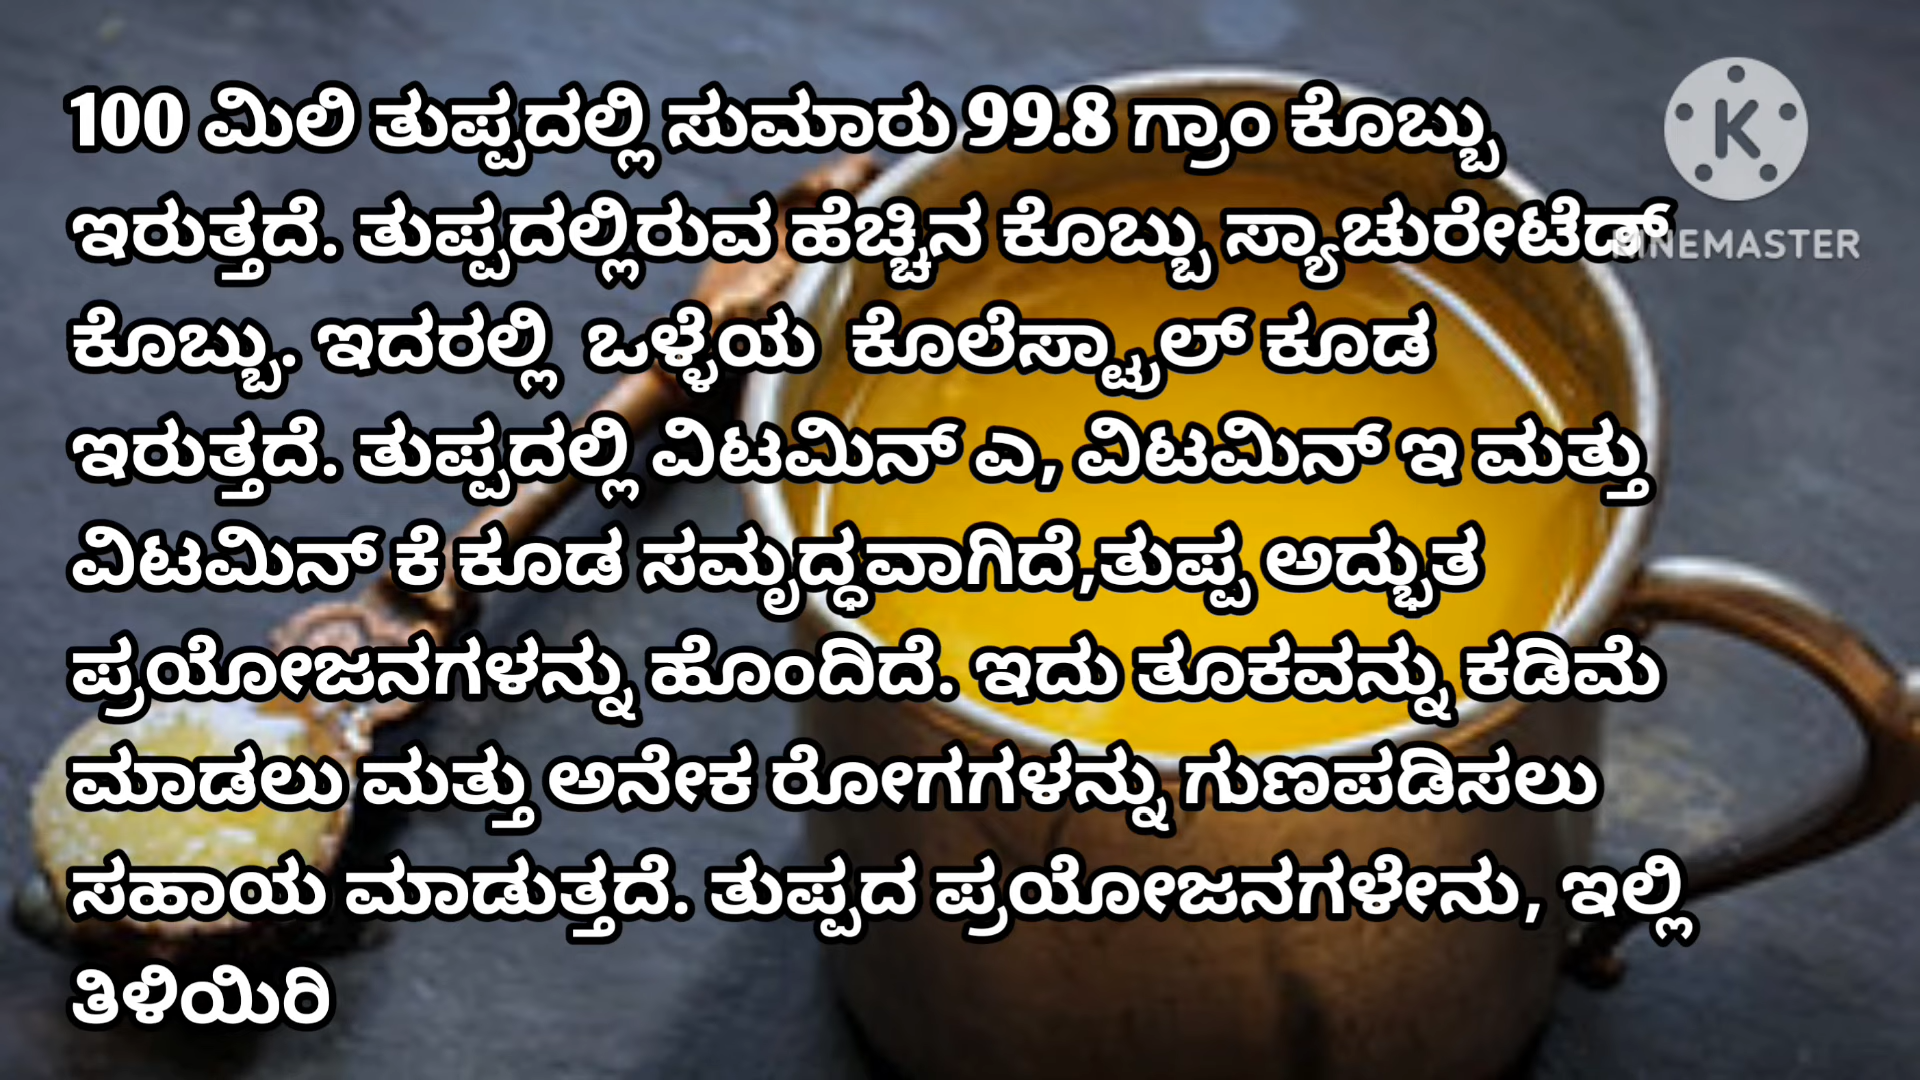 100 ಮಿಲಿ ತುಪ್ಪದಲ್ಲಿ ಸುಮಾರು 99.8 ಗ್ರಾಂ ಕೊಬ್ಬು
ಇರುತ್ತದೆ. ತುಪ್ಪದಲ್ಲಿರುವ ಹೆಚ್ಚಿನ ಕೊಬ್ಬು ಸ್ಯಾಚುರೇಟೆಡ್
ಕೊಬ್ಬು. ಇದರಲ್ಲಿ ಒಳ್ಳೆಯ ಕೊಲೆಸ್ಟ್ರಾಲ್ ಕೂಡ
ಇರುತ್ತದೆ. ತುಪ್ಪದಲ್ಲಿ ವಿಟಮಿನ್ ಎ, ವಿಟಮಿನ್ ಇ ಮತ್ತು
ವಿಟಮಿನ್ ಕೆ ಕೂಡ ಸಮೃದ್ಧವಾಗಿದೆ,ತುಪ್ಪ ಅದ್ಭುತ
ಪ್ರಯೋಜನಗಳನ್ನು ಹೊಂದಿದೆ. ಇದು ತೂಕವನ್ನು ಕಡಿಮೆ
ಮಾಡಲು ಮತ್ತು ಅನೇಕ ರೋಗಗಳನ್ನು ಗುಣಪಡಿಸಲು
ಸಹಾಯ ಮಾಡುತ್ತದೆ. ತುಪ್ಪದ ಪ್ರಯೋಜನಗಳೇನು, ಇಲ್ಲಿ
ತಿಳಿಯಿರಿ
K
KINEMASTER